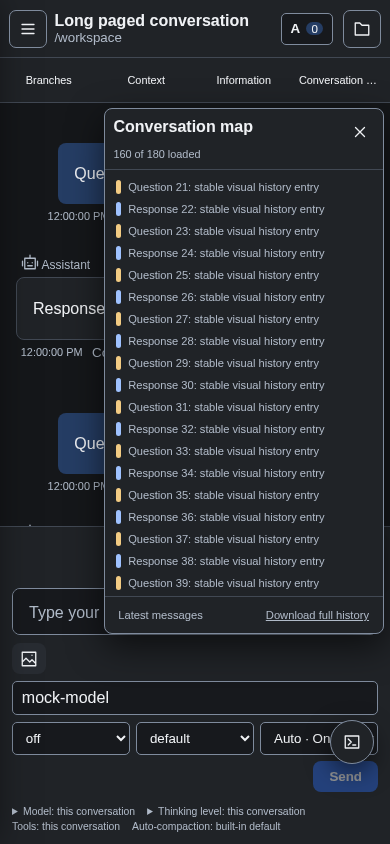 Long paged conversation
/workspace
A 0
Branches Context Information Conversation …
Conversation map
160 of 180 loaded
Question 21: stable visual history entry
Response 22: stable visual history entry
Question 23: stable visual history entry
Response 24: stable visual history entry
Question 25: stable visual history entry
Response 26: stable visual history entry
Question 27: stable visual history entry
Response 28: stable visual history entry
Question 29: stable visual history entry
Response 30: stable visual history entry
Question 31: stable visual history entry
Response 32: stable visual history entry
Question 33: stable visual history entry
Response 34: stable visual history entry
Question 35: stable visual history entry
Response 36: stable visual history entry
Question 37: stable visual history entry
Response 38: stable visual history entry
Question 39: stable visual history entry
Latest messages Download full history
12:00:00
Assistant
Response
12:00:00 PM
12:00:00
Type your
mock-model
off default Auto · On
Send
Model: this conversation Thinking level: this conversation
Tools: this conversation Auto-compaction: built-in default